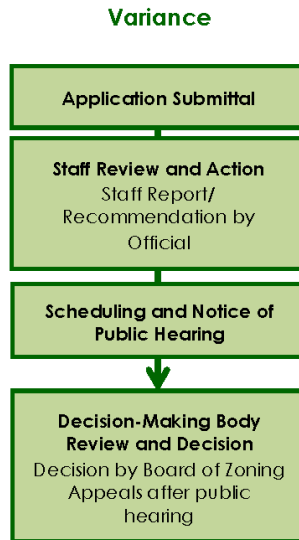 Variance
Application Submittal
Staff Review and Action
Staff Report/
Recommendation by
Official
Scheduling and Notice of
Public Hearing
Decision-Making Body
Review and Decision
Decision by Board of Zoning
Appeals after public
hearing